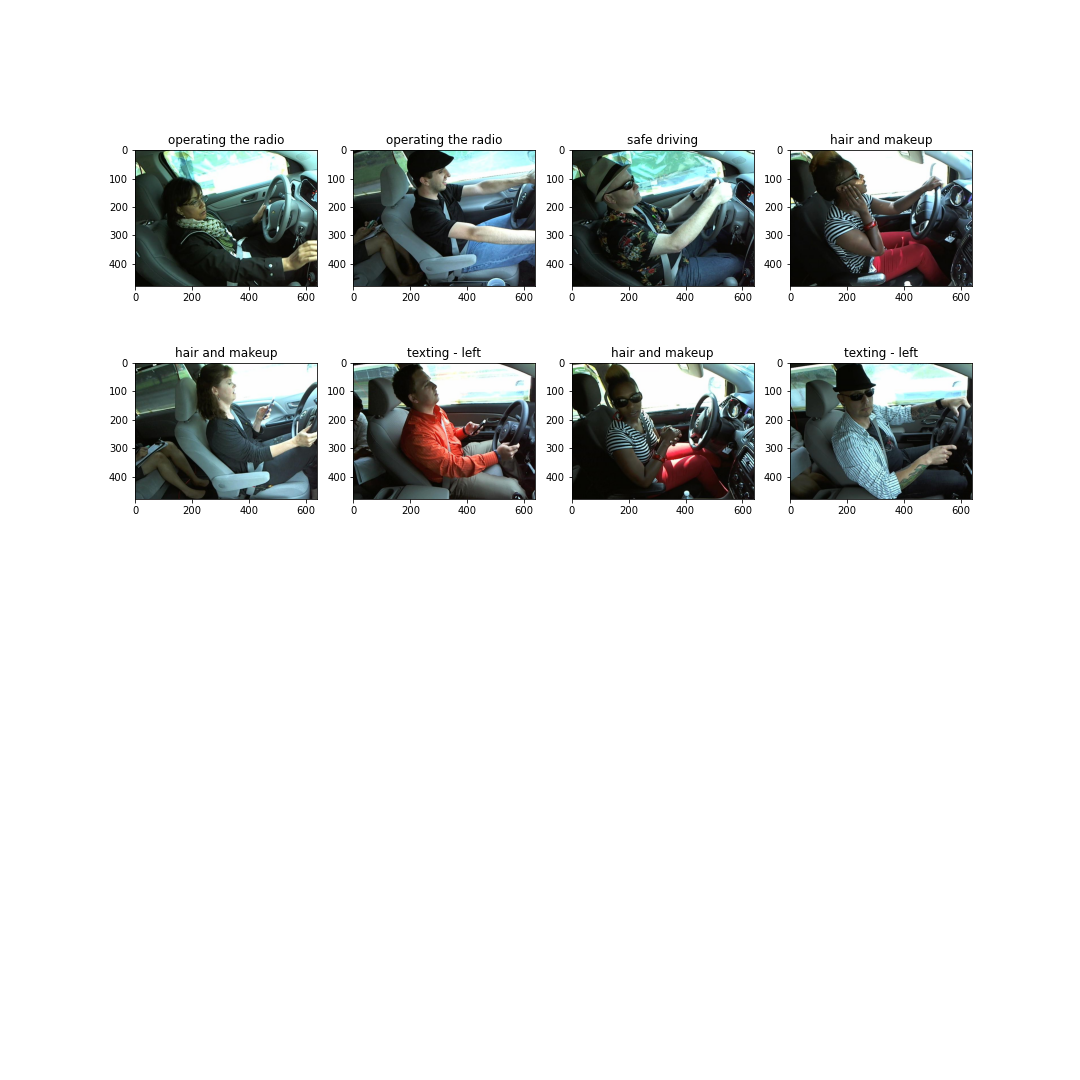 operating the radio operating the radio safe driving hair and makeup
0 0 0 0
100 100 100 100
200 200 200 200
300 300 300 300
400 400 400 400
0 200 400 600 0 200 400 600 0 200 400 600 0 200 400 600
hair and makeup texting - left hair and makeup texting - left
0 0 0 0
100 100 100 100
200 200 200 200
300 300 300 300
400 400 400 400
0 200 400 600 0 200 400 600 0 200 400 600 0 200 400 600